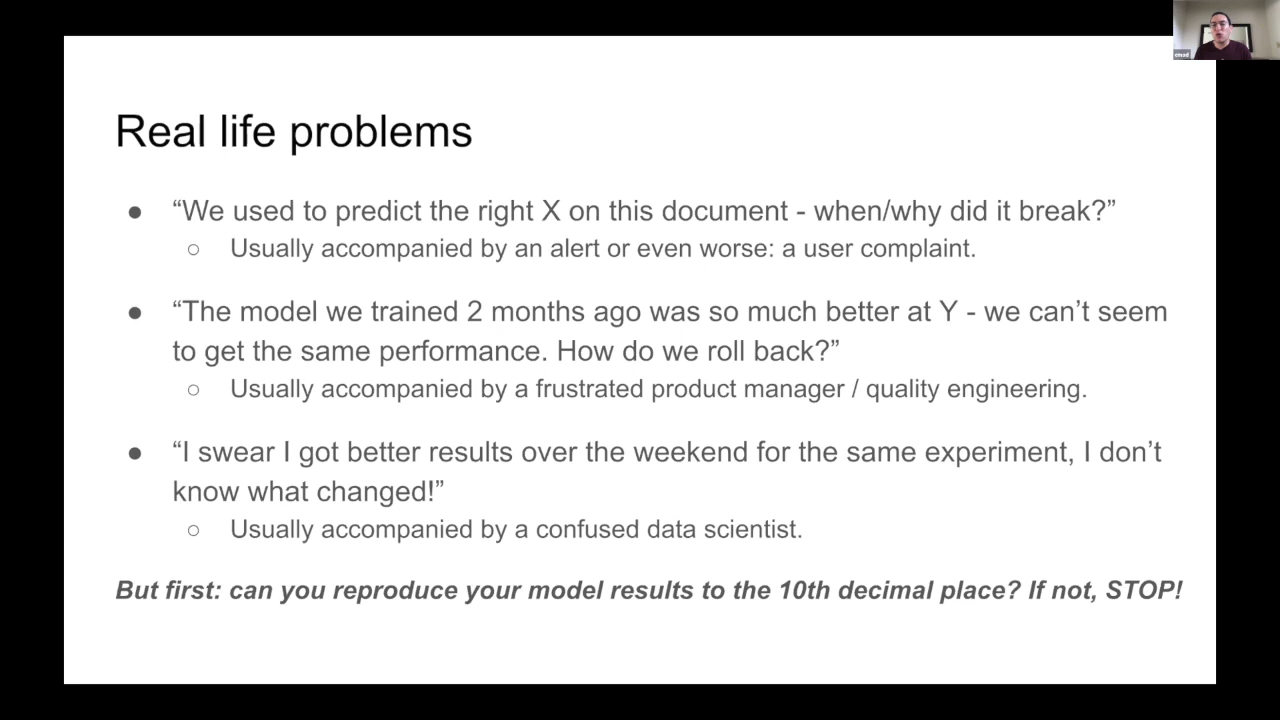 Real life problems
● “We used to predict the right X on this document - when/why did it break?”
○ Usually accompanied by an alert or even worse: a user complaint.
● “The model we trained 2 months ago was so much better at Y - we can’t seem
to get the same performance. How do we roll back?”
○ Usually accompanied by a frustrated product manager / quality engineering.
● “I swear I got better results over the weekend for the same experiment, I don’t
know what changed!”
○ Usually accompanied by a confused data scientist.
But first: can you reproduce your model results to the 10th decimal place? If not, STOP!